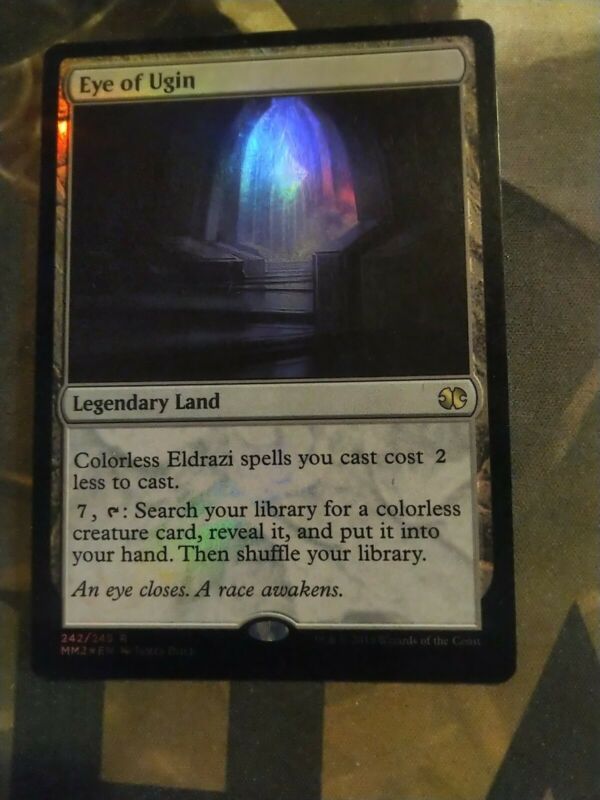 Eye of Ugin
Legendary Land
Colorless Eldrazi spells you cast cost 2
less to cast.
7, T: Search your library for a colorless
creature card, reveal it, and put it into
your hand. Then shuffle your library.
An eye closes. A race awakens.
242/249 R
MM2 EN
2015 Wizards of the Coast